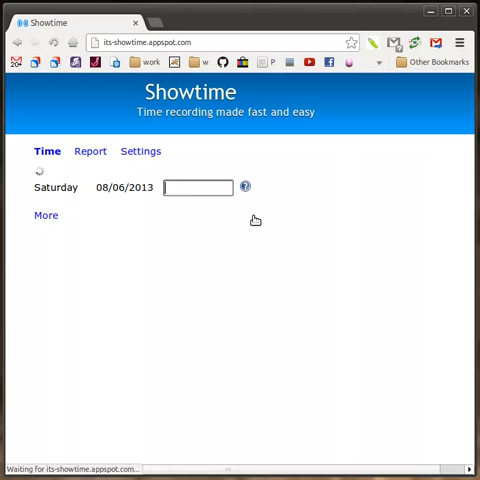 Showtime
its-showtime.appspot.com
20+ work w P Other Bookmarks
Showtime
Time recording made fast and easy
Time Report Settings
Saturday 08/06/2013
More
Waiting for its-showtime.appspot.com...